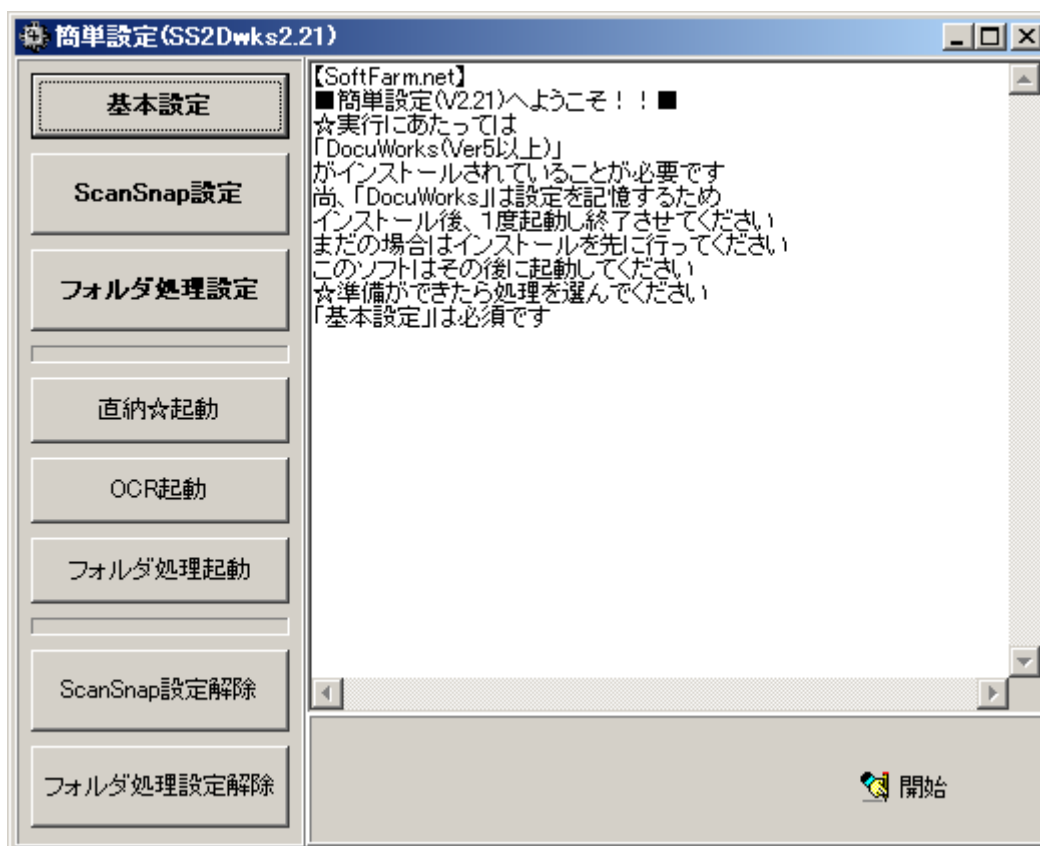 簡単設定(SS2Dwks2.21)
基本設定
ScanSnap設定
フォルダ処理設定
直納☆起動
OCR起動
フォルダ処理起動
ScanSnap設定解除
フォルダ処理設定解除
【SoftFarm.net】
■簡単設定(V2.21)へようこそ！！■
☆実行にあたっては
「DocuWorks(Ver5以上)」
がインストールされていることが必要です
尚、「DocuWorks」は設定を記憶するため
インストール後、1度起動し終了させてください
まだの場合はインストールを先に行ってください
このソフトはその後に起動してください
☆準備ができたら処理を選んでください
「基本設定」は必須です
開始